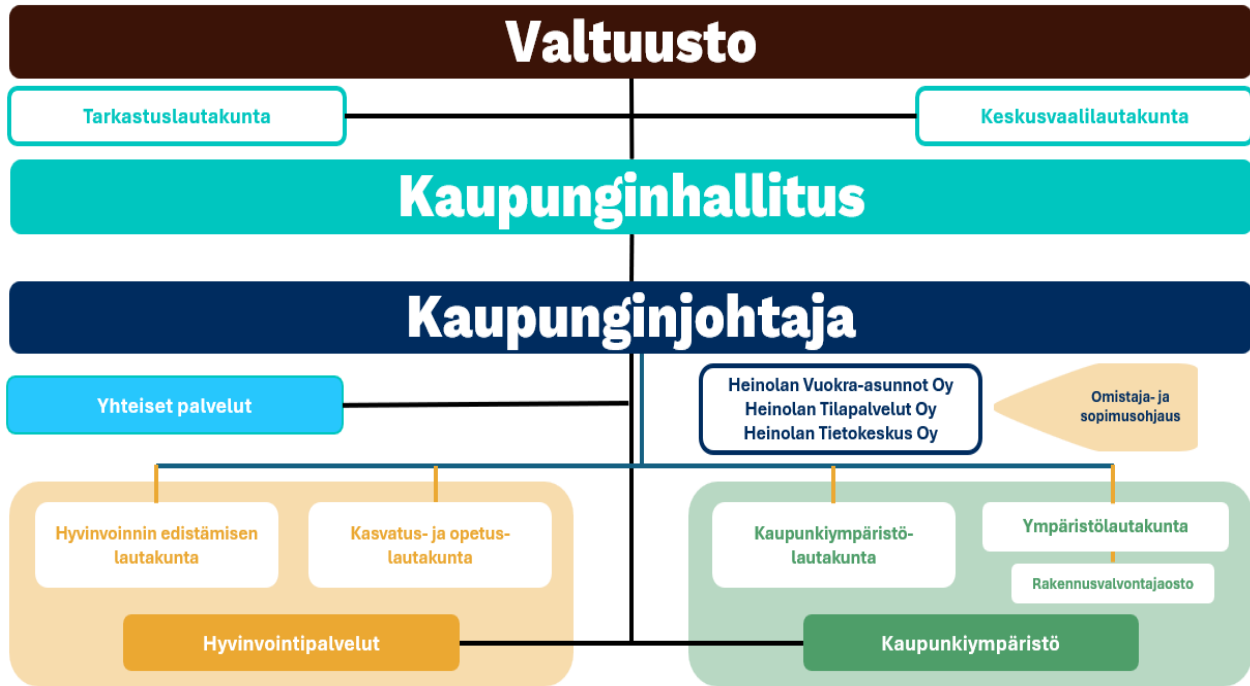 Valtuusto
Tarkastuslautakunta
Keskusvaalilautakunta
Kaupunginhallitus
Kaupunginjohtaja
Yhteiset palvelut
Heinolan Vuokra-asunnot Oy
Heinolan Tilapalvelut Oy
Heinolan Tietokeskus Oy
Omistaja- ja
sopimusohjaus
Hyvinvoinnin edistämisen
lautakunta
Kasvatus- ja opetus-
lautakunta
Kaupunkiympäristö-
lautakunta
Ympäristölautakunta
Rakennusvalvontajaosto
Hyvinvointipalvelut
Kaupunkiympäristö